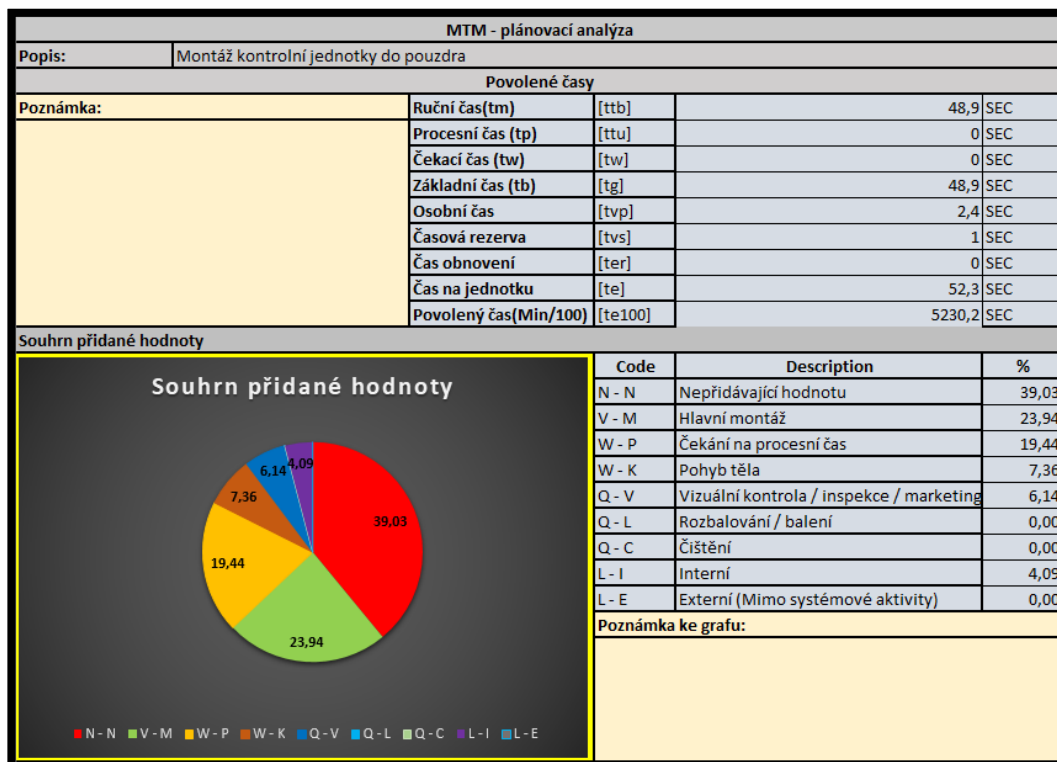 MTM - plánovací analýza
Popis: Montáž kontrolní jednotky do pouzdra
Povolené časy
Poznámka: Ruční čas(tm) [ttb] 48,9 SEC
Procesní čas (tp) [ttu] 0 SEC
Čekací čas (tw) [tw] 0 SEC
Základní čas (tb) [tg] 48,9 SEC
Osobní čas [tvp] 2,4 SEC
Časová rezerva [tvs] 1 SEC
Čas obnovení [ter] 0 SEC
Čas na jednotku [te] 52,3 SEC
Povolený čas(Min/100) [te100] 5230,2 SEC
Souhrn přidané hodnoty
Souhrn přidané hodnoty
39,03
23,94
19,44
7,36
6,14
4,09
N - N V - M W - P W - K Q - V Q - L Q - C L - I L - E
Code Description %
N - N Nepřidávající hodnotu 39,03
V - M Hlavní montáž 23,94
W - P Čekání na procesní čas 19,44
W - K Pohyb těla 7,36
Q - V Vizuální kontrola / inspekce / marketing 6,14
Q - L Rozbalování / balení 0,00
Q - C Čištění 0,00
L - I Interní 4,09
L - E Externí (Mimo systémové aktivity) 0,00
Poznámka ke grafu: